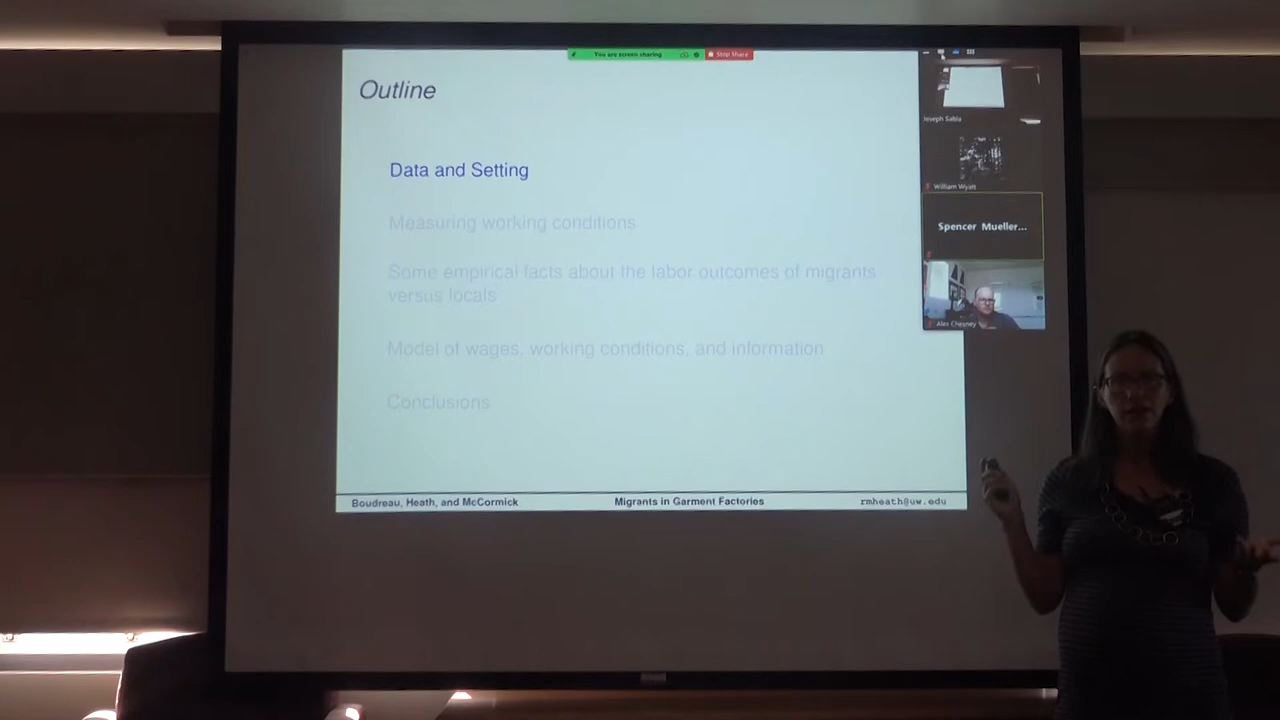 You are screen sharing
Stop Share
Outline
Joseph Sabia
William Wyatt
Data and Setting
Measuring working conditions
Spencer Mueller...
Some empirical facts about the labor outcomes of migrants
versus locals
Alex Chesney
Model of wages, working conditions, and information
Conclusions
Boudreau, Heath, and McCormick
Migrants in Garment Factories
rmheath@uw.edu